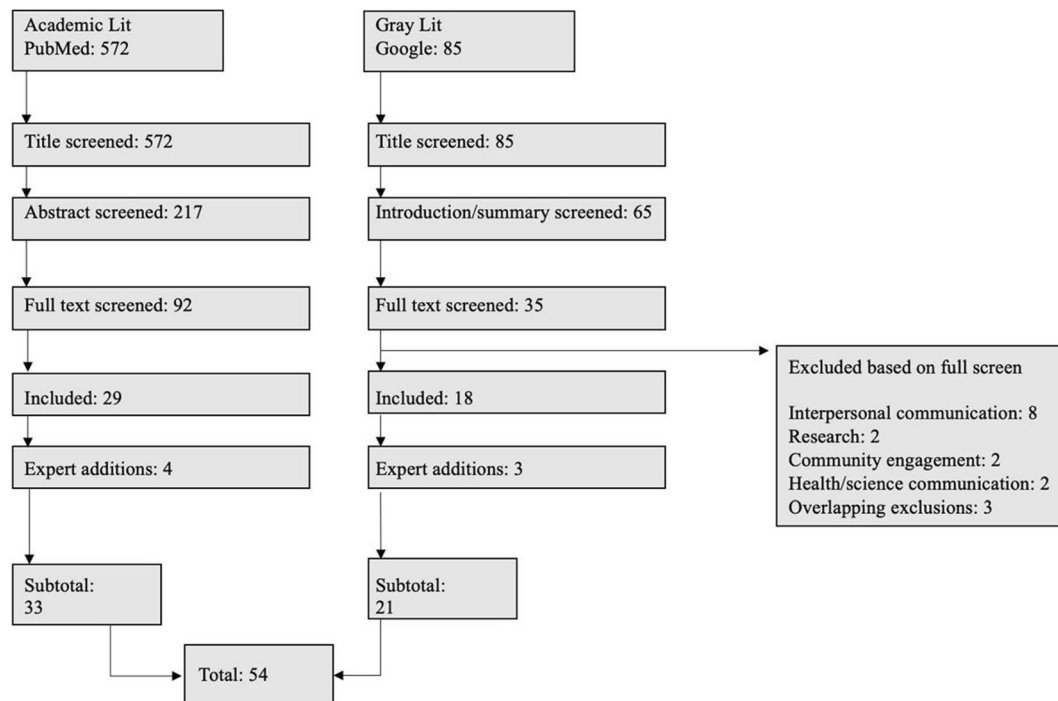 Academic Lit
PubMed: 572
Title screened: 572
Abstract screened: 217
Full text screened: 92
Included: 29
Expert additions: 4
Subtotal:
33
Gray Lit
Google: 85
Title screened: 85
Introduction/summary screened: 65
Full text screened: 35
Included: 18
Expert additions: 3
Subtotal:
21
Excluded based on full screen
Interpersonal communication: 8
Research: 2
Community engagement: 2
Health/science communication: 2
Overlapping exclusions: 3
Total: 54